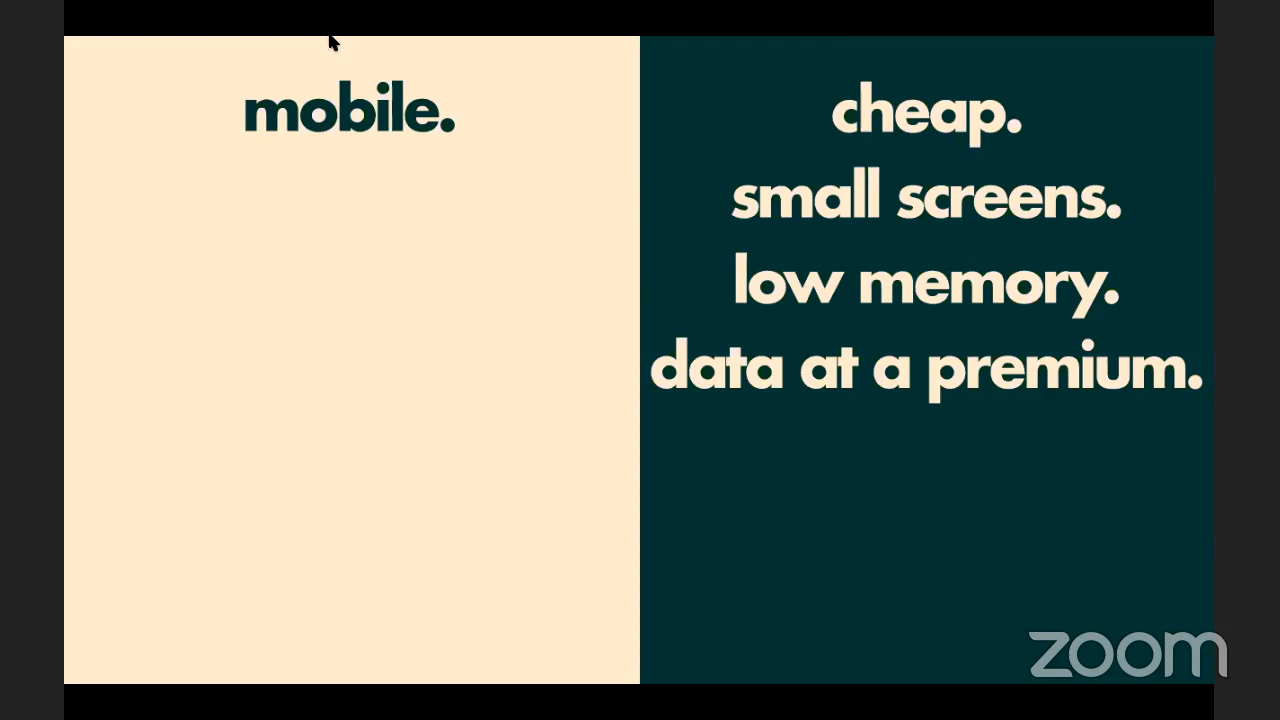 mobile.
cheap.
small screens.
low memory.
data at a premium.
zoom